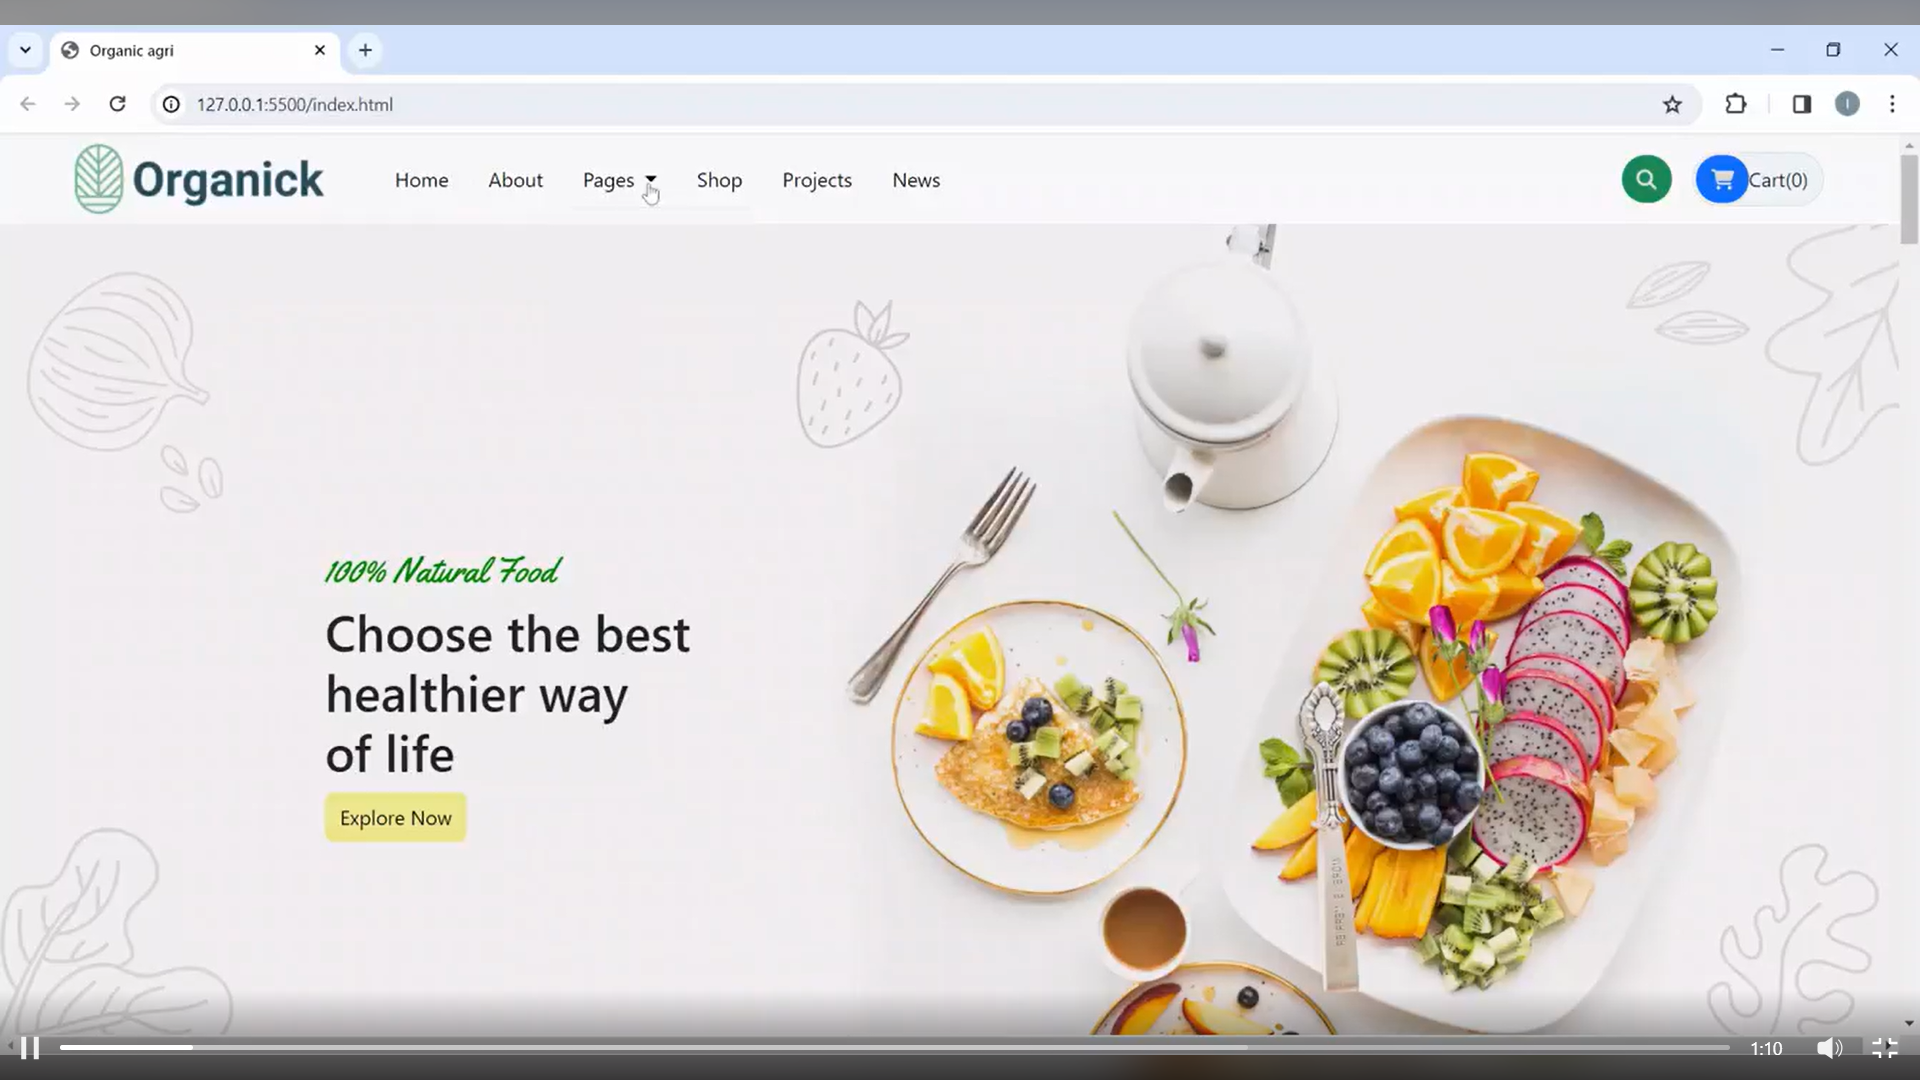 Organic agri
127.0.0.1:5500/index.html
I
Organick
Home
About
Pages
Shop
Projects
News
Cart(0)
100% Natural Food
Choose the best
healthier way
of life
Explore Now
1:10